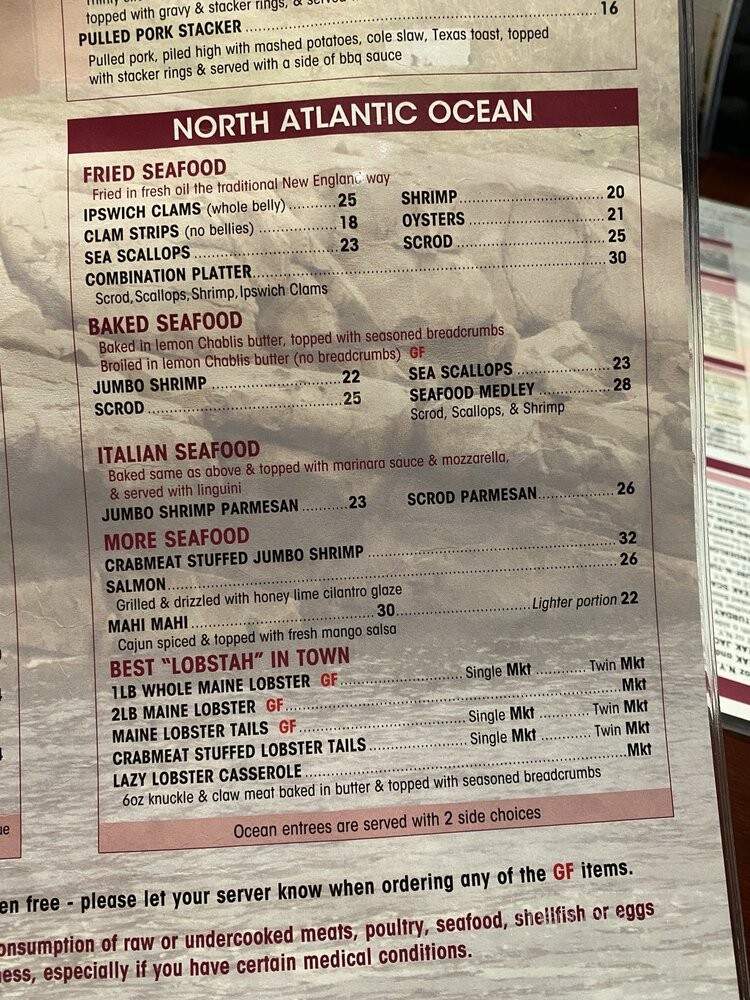 topped with gravy & stacker rings, & served
PULLED PORK STACKER 16
Pulled pork, piled high with mashed potatoes, cole slaw, Texas toast, topped
with stacker rings & served with a side of bbq sauce
NORTH ATLANTIC OCEAN
FRIED SEAFOOD
Fried in fresh oil the traditional New England way
IPSWICH CLAMS (whole belly) 25
CLAM STRIPS (no bellies) 18
SEA SCALLOPS 23
SHRIMP 20
OYSTERS 21
SCROD 25
COMBINATION PLATTER 30
Scrod, Scallops, Shrimp, Ipswich Clams
BAKED SEAFOOD
Baked in lemon Chablis butter, topped with seasoned breadcrumbs
Broiled in lemon Chablis butter (no breadcrumbs) GF
JUMBO SHRIMP 22
SCROD 25
SEA SCALLOPS 23
SEAFOOD MEDLEY 28
Scrod, Scallops, & Shrimp
ITALIAN SEAFOOD
Baked same as above & topped with marinara sauce & mozzarella,
& served with linguini
JUMBO SHRIMP PARMESAN 23
SCROD PARMESAN 26
MORE SEAFOOD
CRABMEAT STUFFED JUMBO SHRIMP 32
SALMON 26
Grilled & drizzled with honey lime cilantro glaze
MAHI MAHI 30 Lighter portion 22
Cajun spiced & topped with fresh mango salsa
BEST "LOBSTAH" IN TOWN
1LB WHOLE MAINE LOBSTER GF Single Mkt Twin Mkt
2LB MAINE LOBSTER GF Mkt
MAINE LOBSTER TAILS GF Single Mkt Twin Mkt
CRABMEAT STUFFED LOBSTER TAILS Single Mkt Twin Mkt
LAZY LOBSTER CASSEROLE Mkt
6oz knuckle & claw meat baked in butter & topped with seasoned breadcrumbs
Ocean entrees are served with 2 side choices
en free - please let your server know when ordering any of the GF items.
onsumption of raw or undercooked meats, poultry, seafood, shellfish or eggs
ness, especially if you have certain medical conditions.